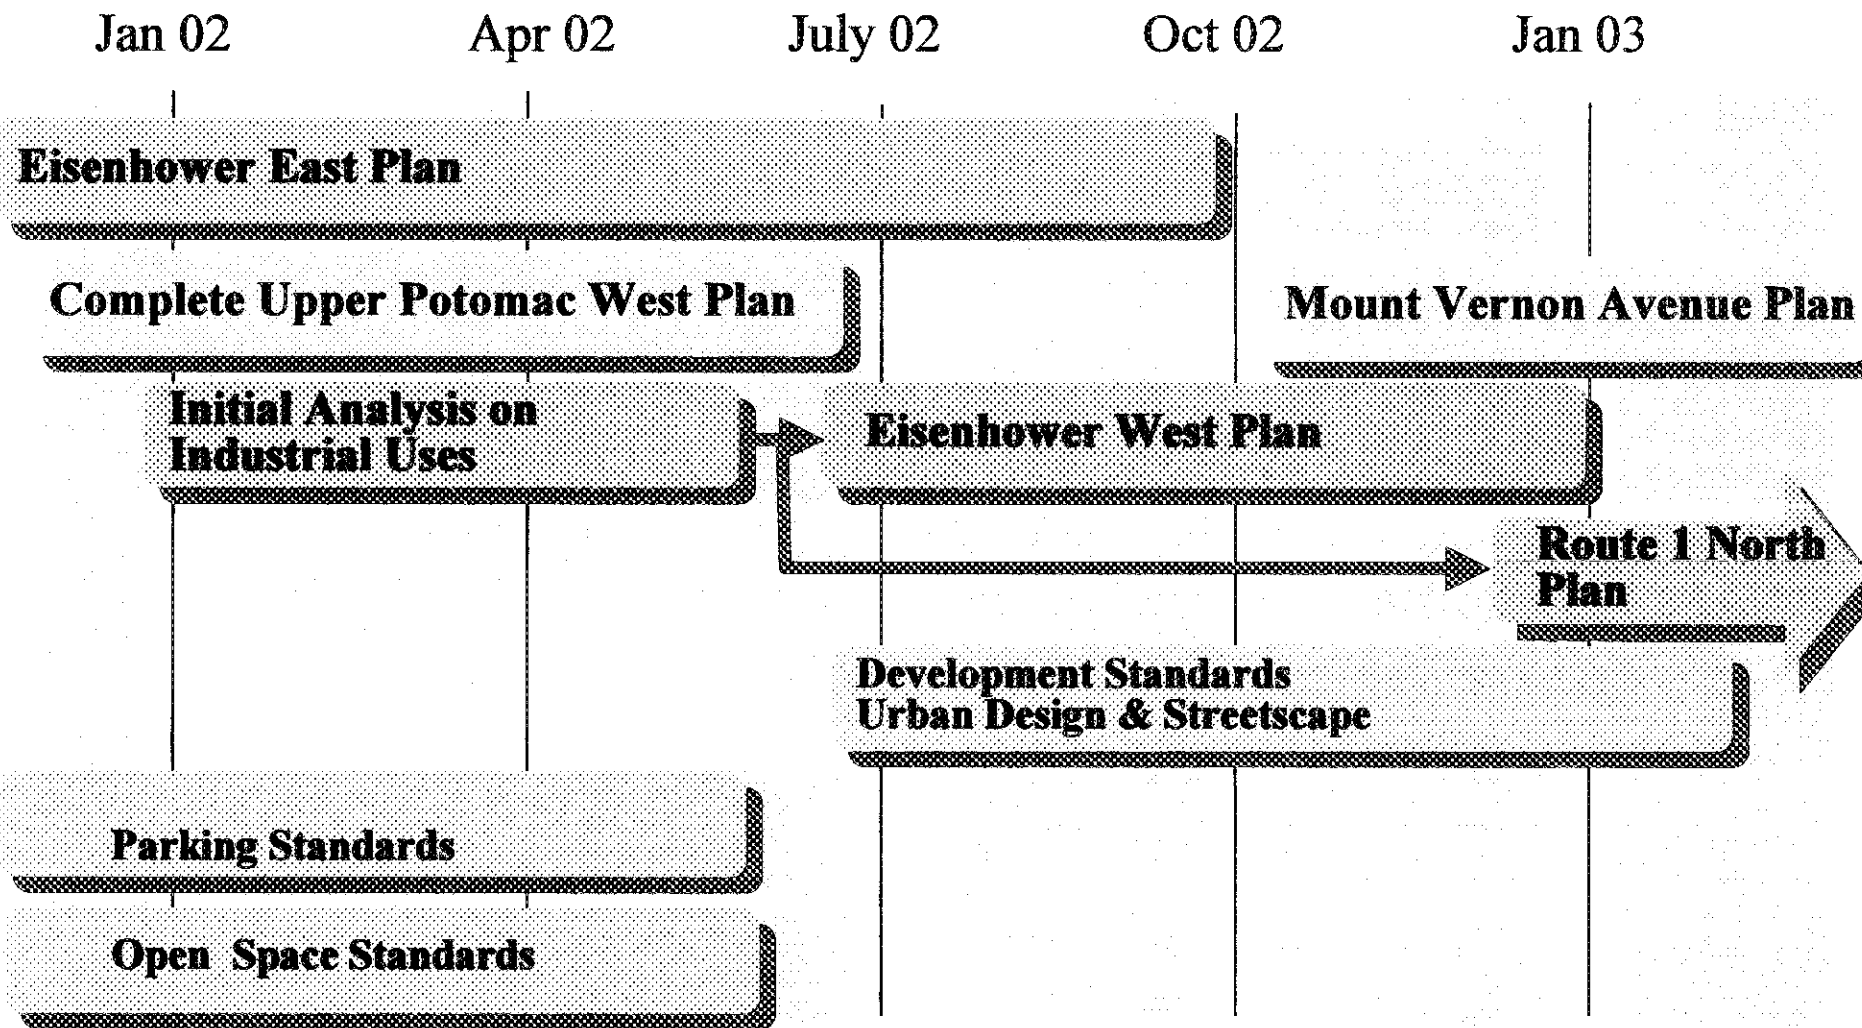 Jan 02 Apr 02 July 02 Oct 02 Jan 03
Eisenhower East Plan
Complete Upper Potomac West Plan
Mount Vernon Avenue Plan
Initial Analysis on
Industrial Uses
Eisenhower West Plan
Route 1 North
Plan
Development Standards
Urban Design & Streetscape
Parking Standards
Open Space Standards